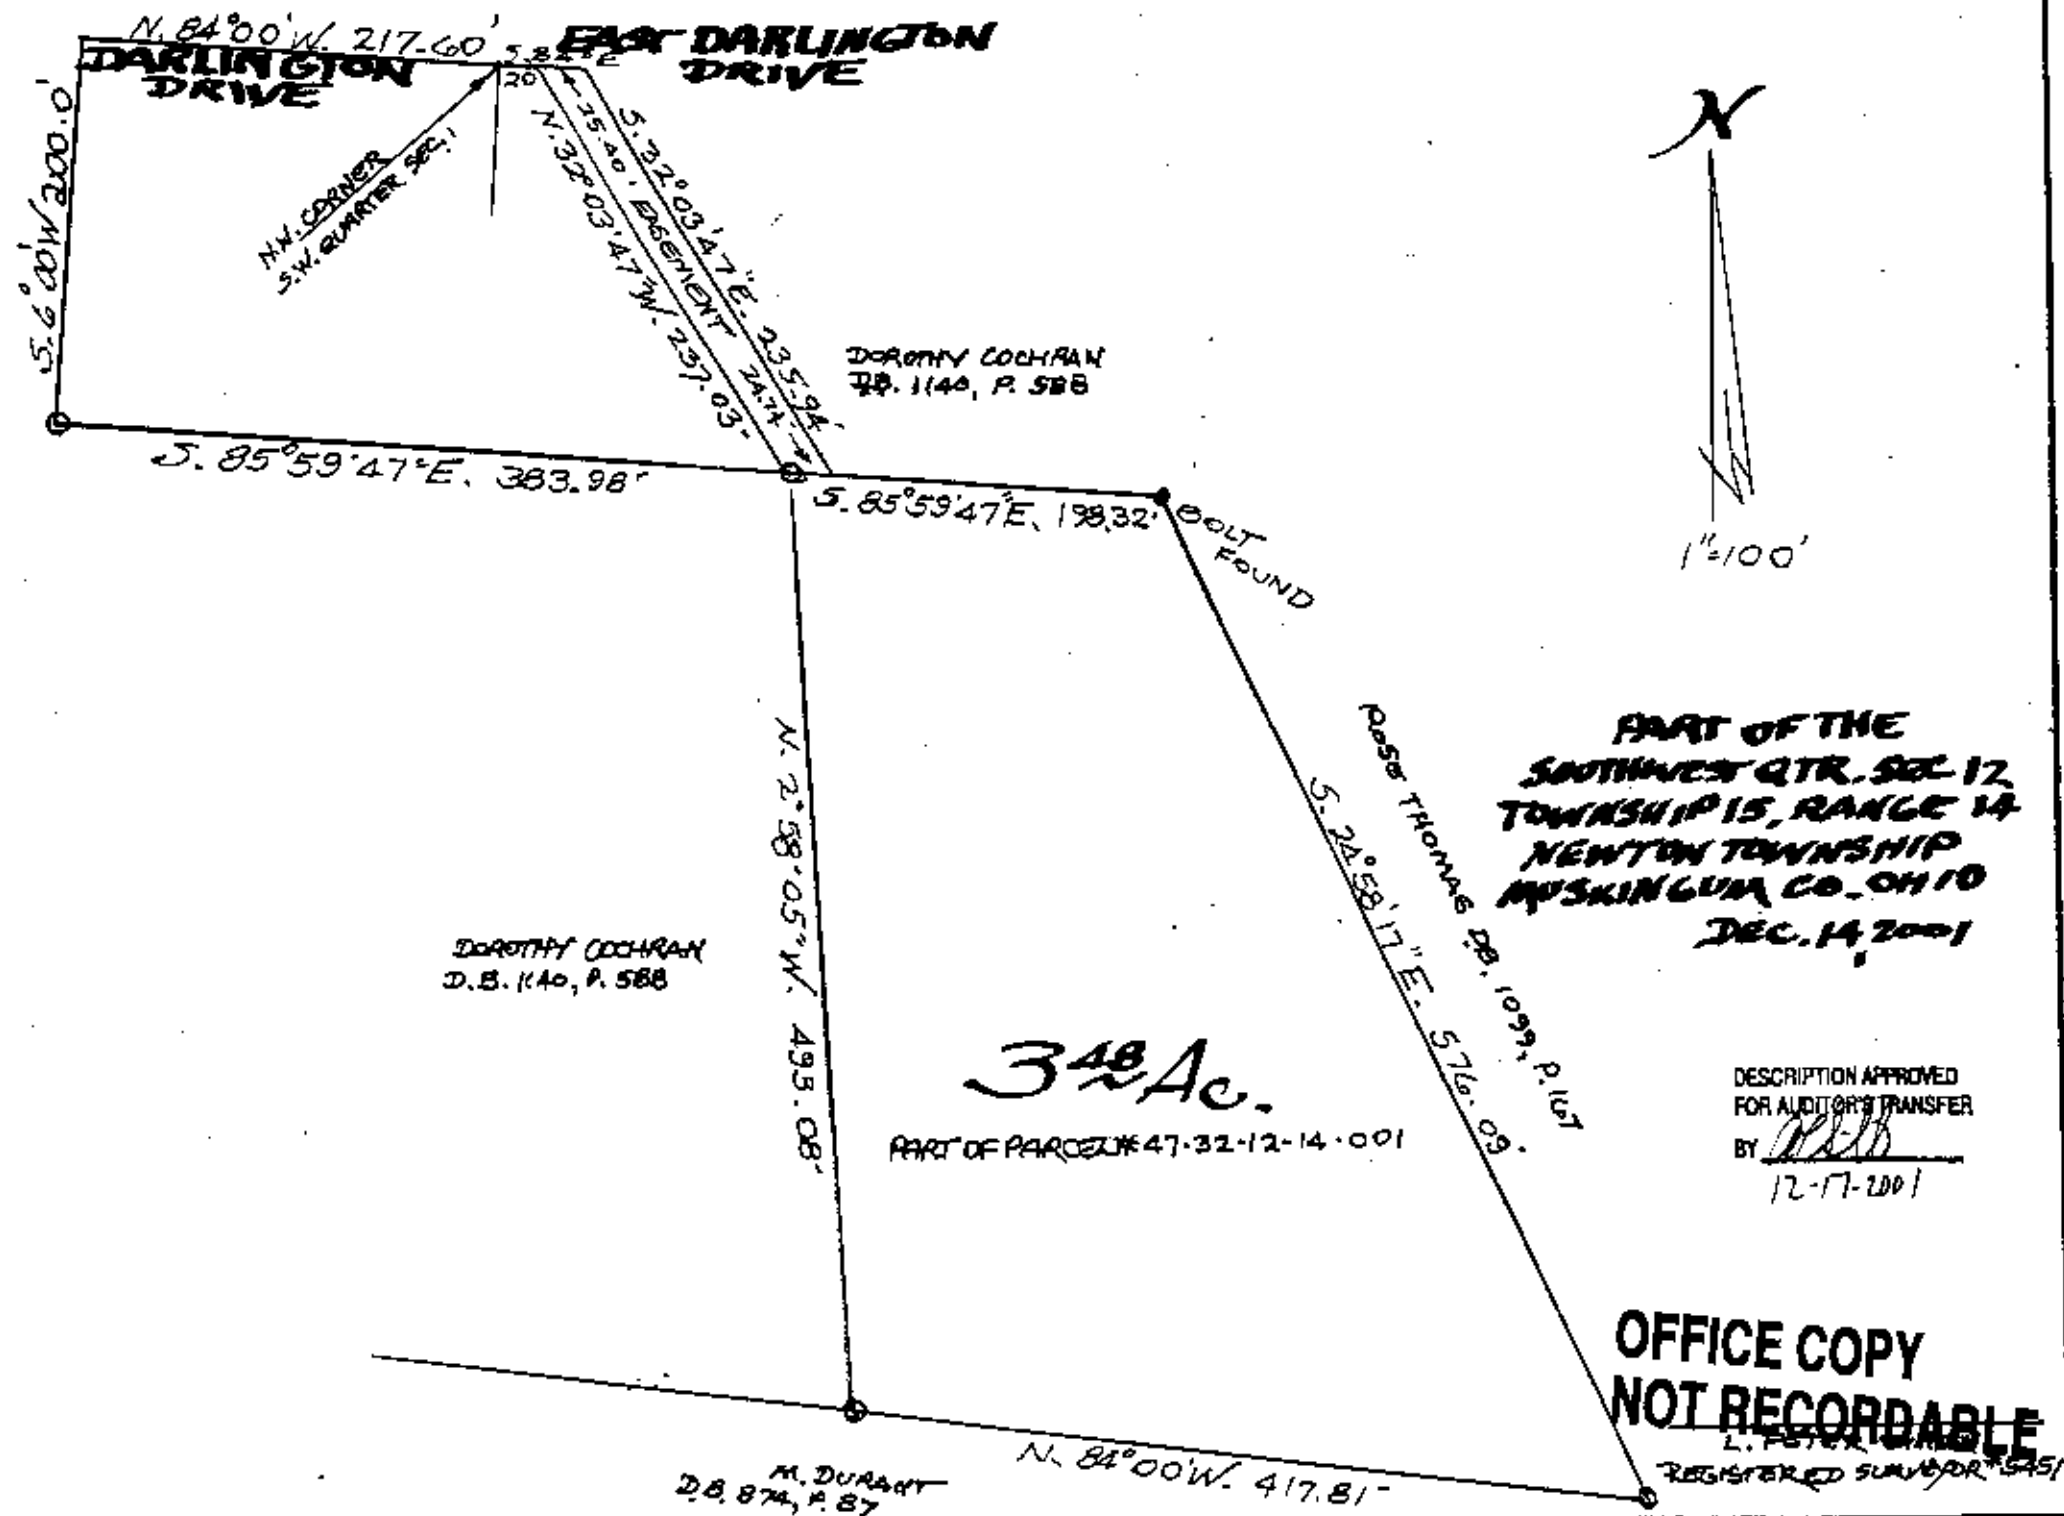 N. 84°00'W. 217.60'
DARLINGTON
DRIVE
S. 84° E
20
EAST DARLINGTON
DRIVE
S. 6°00'W 200.0'
N.W. CORNER
S.W. QUARTER SEC.
N. 32°03'47"W. 237.03'
25.40' EASEMENT 24.74
S. 32°03'47"E. 235.94'
N
1"=100'
DOROTHY COCHRAN
D.B. 1140, P. 588
S. 85°59'47"E. 383.98'
S. 85°59'47"E. 198.32'
BOLT
FOUND
N. 2°58'05"W. 495.08'
S. 24°58'17"E. 576.09'
ROSE THOMAS DB. 1099, P. 167
PART OF THE
SOUTHWEST QTR. SEC 12
TOWNSHIP 15, RANGE 14
NEWTON TOWNSHIP
MUSKINGUM CO. OHIO
DEC. 14, 2001
DOROTHY COCHRAN
D.B. 1140, P. 588
3 48 Ac.
PART OF PARCEL# 47-32-12-14-001
DESCRIPTION APPROVED
FOR AUDITOR'S TRANSFER
BY
12-17-2001
OFFICE COPY
NOT RECORDABLE
L.
REGISTERED SURVEYOR #5451
N. 84°00'W. 417.81'
M. DURANT
D.B. 874, P. 87